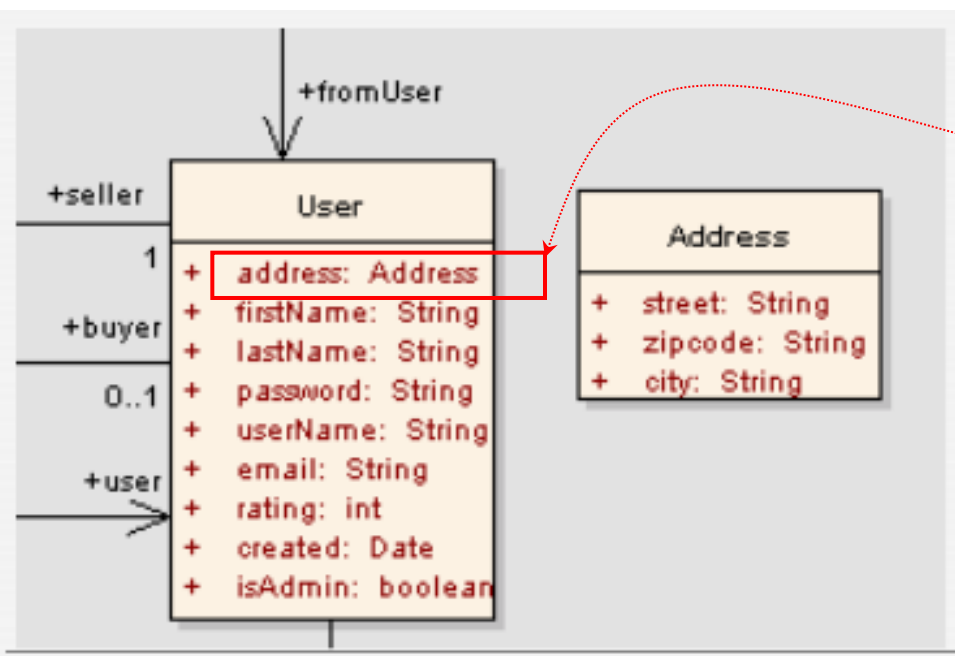 +fromUser
+seller
1
+buyer
0..1
+user
User
+ address: Address
+ firstName: String
+ lastName: String
+ password: String
+ userName: String
+ email: String
+ rating: int
+ created: Date
+ isAdmin: boolean
Address
+ street: String
+ zipcode: String
+ city: String